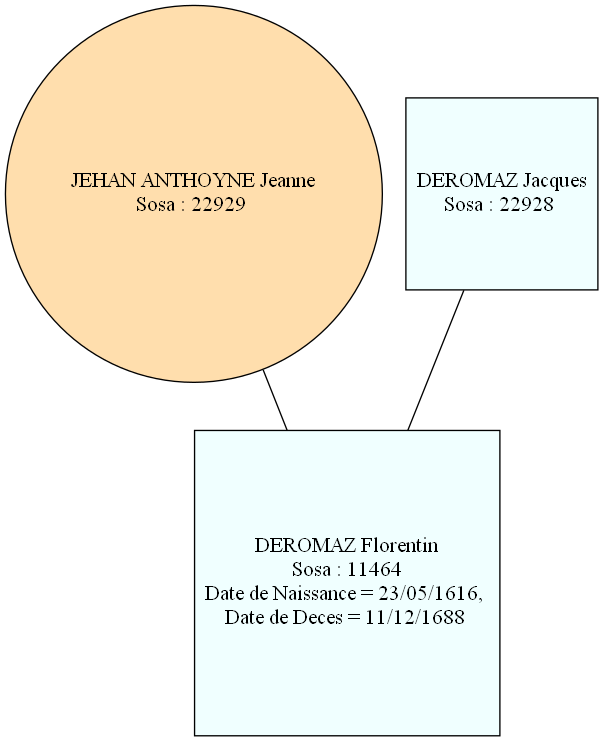 JEHAN ANTHOYNE Jeanne
Sosa : 22929
DEROMAZ Jacques
Sosa : 22928
DEROMAZ Florentin
Sosa : 11464
Date de Naissance = 23/05/1616,
Date de Deces = 11/12/1688